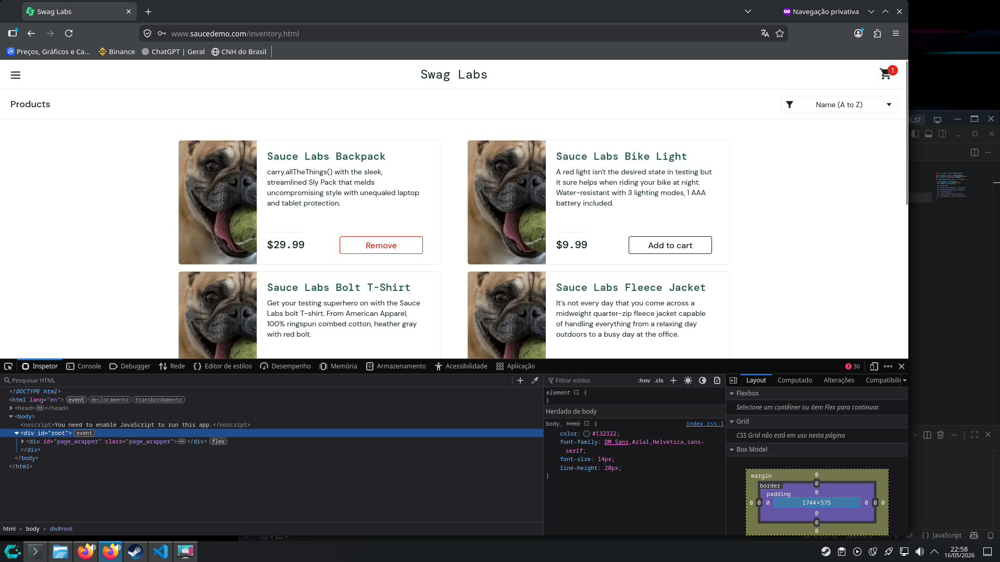 Swag Labs
Navegação privativa
www.saucedemo.com/inventory.html
Preços, Gráficos e Ca...
Binance
ChatGPT | Geral
CNH do Brasil
Swag Labs
1
Products
Name (A to Z)
Sauce Labs Backpack
carry.allTheThings() with the sleek,
streamlined Sly Pack that melds
uncompromising style with unequaled laptop
and tablet protection.
$29.99
Remove
Sauce Labs Bike Light
A red light isn't the desired state in testing but
it sure helps when riding your bike at night.
Water-resistant with 3 lighting modes, 1 AAA
battery included.
$9.99
Add to cart
Sauce Labs Bolt T-Shirt
Get your testing superhero on with the Sauce
Labs bolt T-shirt. From American Apparel,
100% ringspun combed cotton, heather gray
with red bolt.
Sauce Labs Fleece Jacket
It's not every day that you come across a
midweight quarter-zip fleece jacket capable
of handling everything from a relaxing day
outdoors to a busy day at the office.
Inspetor
Console
Debugger
Rede
Editor de estilos
Desempenho
Memória
Armazenamento
Acessibilidade
Aplicação
30
Pesquisar HTML
<!DOCTYPE html>
<html lang="en"> event deslocamento transbordamento
<head> ••• </head>
<body>
<noscript>You need to enable JavaScript to run this app.</noscript>
<div id="root"> event
<div id="page_wrapper" class="page_wrapper"> ••• </div> flex
</div>
</body>
</html>
html › body › div#root
Filtrar estilos
:hov .cls
element {
}
Herdado de body
body, html { index.css:1
color: #132322;
font-family: DM Sans,Arial,Helvetica,sans-
serif;
font-size: 14px;
line-height: 20px;
}
Layout
Computado
Alterações
Flexbox
Selecione um contêiner ou item Flex para continuar.
Grid
CSS Grid não está em uso nesta página
Box Model
margin 0
border 0
padding 0
0 0 0 1744×575 0 0 0
0
0
0
9,37
LF
{ } JavaScript
22:58
16/05/2026